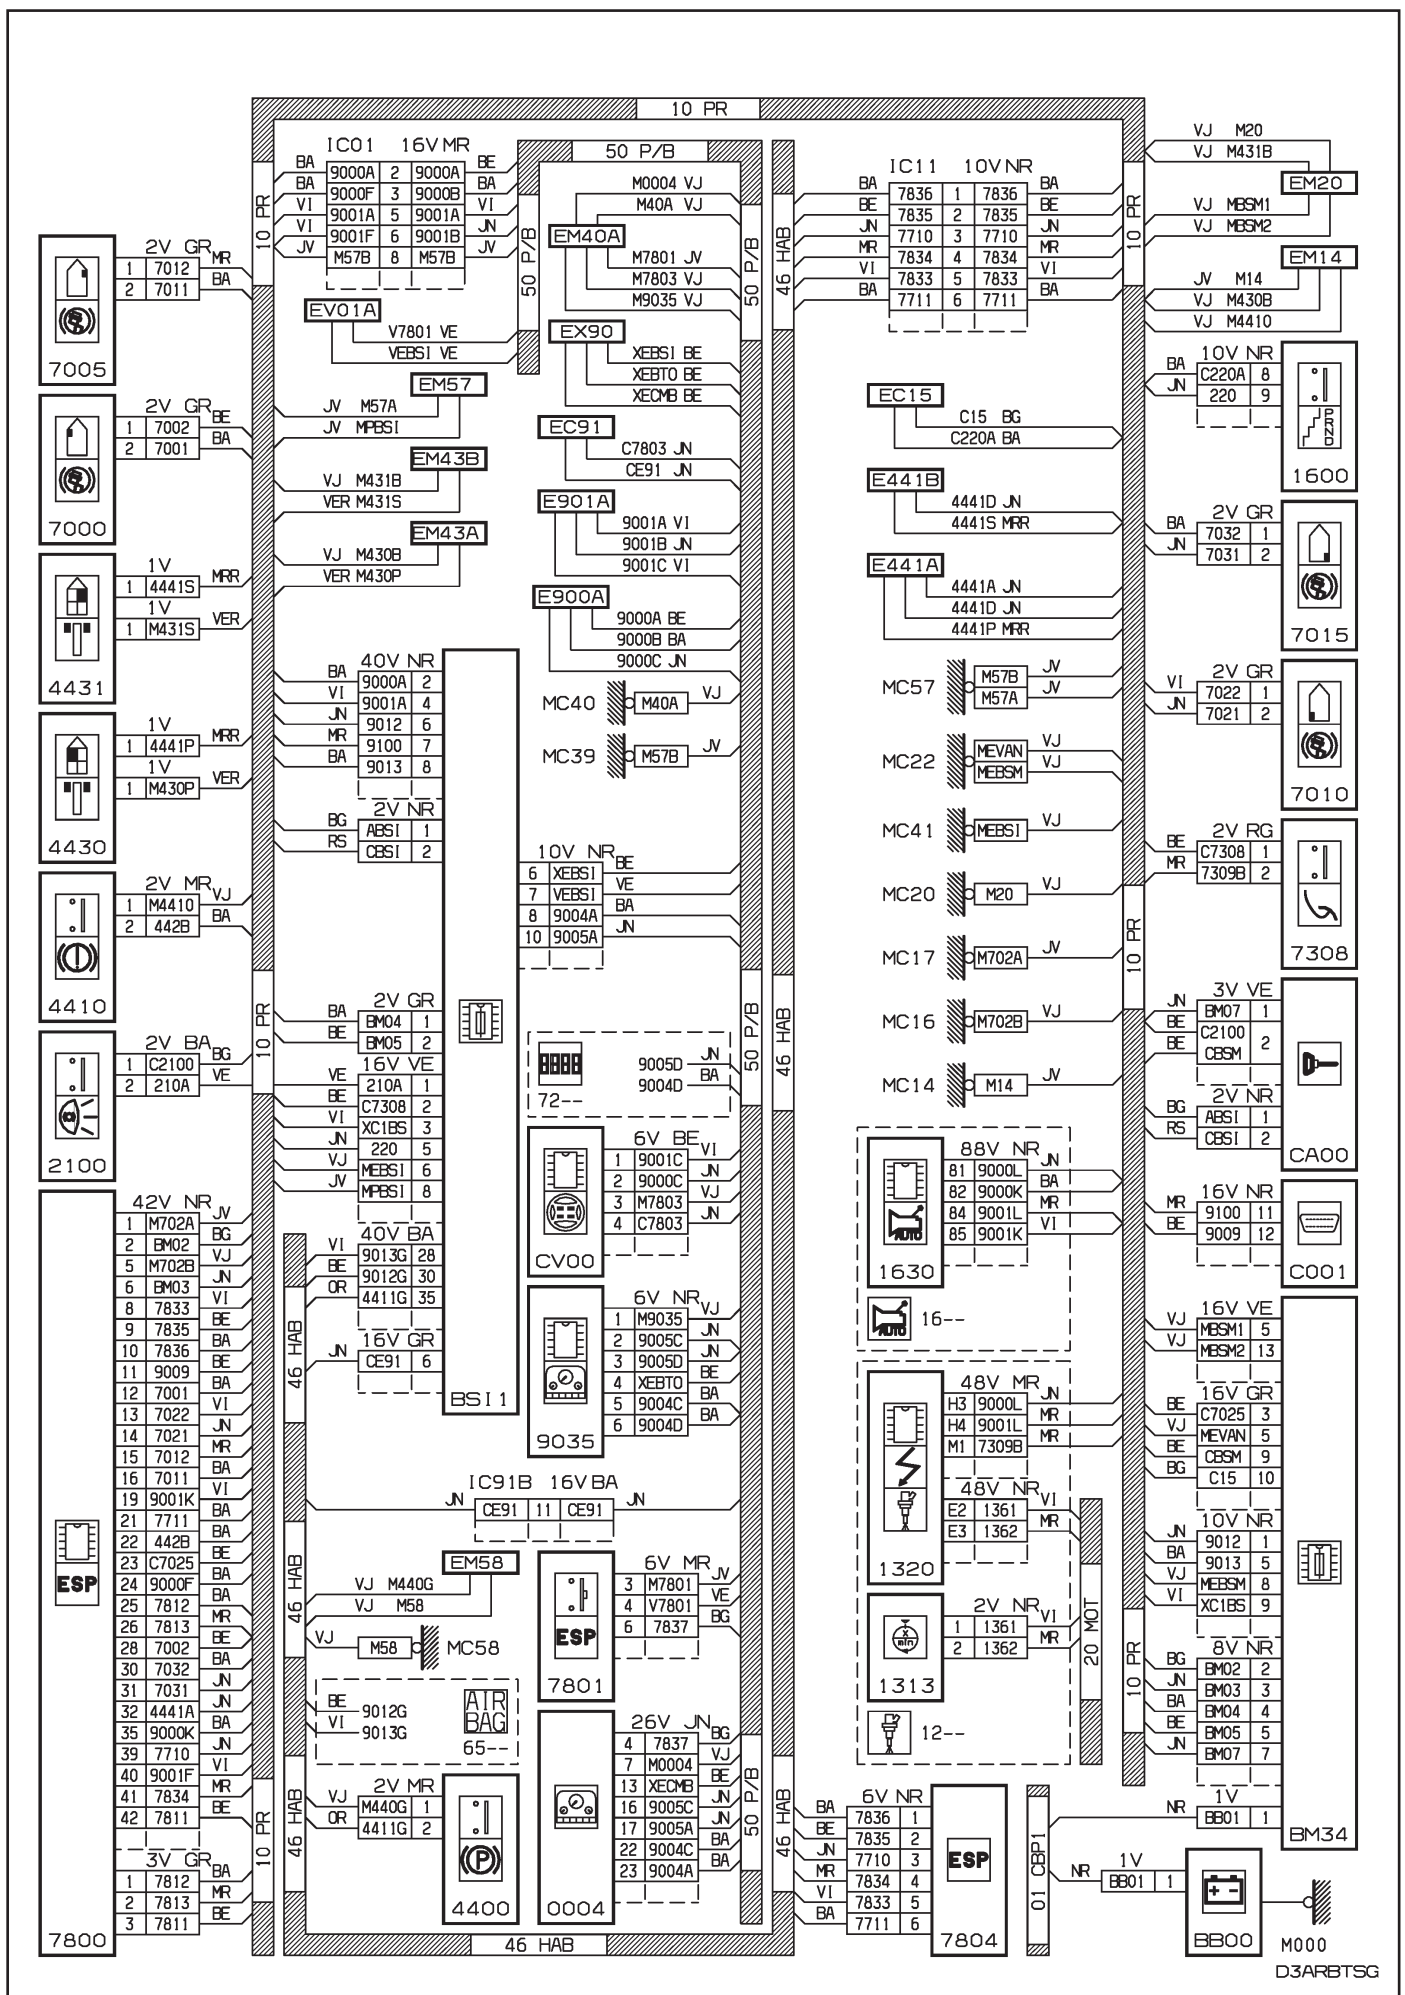 10 PR
IC01 16V MR
BA 9000A 2 9000A BE
BA 9000F 3 9000B BA
VI 9001A 5 9001A VI
VI 9001F 6 9001B JN
JV M57B 8 M57B JV
10 PR
50 P/B
50 P/B
M0004 VJ
M40A VJ
EM40A
M7801 JV
M7803 VJ
M9035 VJ
50 P/B
46 HAB
IC11 10V NR
BA 7836 1 7836 BA
BE 7835 2 7835 BE
JN 7710 3 7710 JN
MR 7834 4 7834 MR
VI 7833 5 7833 VI
BA 7711 6 7711 BA
10 PR
VJ M20
VJ M431B
EM20
VJ MBSM1
VJ MBSM2
EM14
JV M14
VJ M430B
VJ M4410
2V GR
1 7012 MR
2 7011 BA
7005
2V GR
1 7002 BE
2 7001 BA
7000
1V
1 4441S MRR
1V
1 M431S VER
4431
1V
1 4441P MRR
1V
1 M430P VER
4430
2V MR
1 M4410 VJ
2 442B BA
4410
2V BA
1 C2100 BG
2 210A VE
2100
42V NR
1 M702A JV
2 BM02 BG
5 M702B VJ
6 BM03 JN
8 7833 VI
9 7835 BE
10 7836 BA
11 9009 BE
12 7001 BA
13 7022 VI
14 7021 JN
15 7012 MR
16 7011 BA
19 9001K VI
21 7711 BA
22 442B BA
23 C7025 BE
24 9000F BA
25 7812 BA
26 7813 MR
28 7002 BE
30 7032 BA
31 7031 JN
32 4441A JN
35 9000K BA
39 7710 JN
40 9001F VI
41 7834 MR
42 7811 BE
ESP
3V GR
1 7812 BA
2 7813 MR
3 7811 BE
7800
10 PR
10 PR
EV01A
V7801 VE
VEBSI VE
EM57
JV M57A
JV MPBSI
EM43B
VJ M431B
VER M431S
EM43A
VJ M430B
VER M430P
40V NR
BA 9000A 2
VI 9001A 4
JN 9012 6
MR 9100 7
BA 9013 8
2V NR
BG ABSI 1
RS CBSI 2
2V GR
BA BM04 1
BE BM05 2
16V VE
VE 210A 1
BE C7308 2
VI XC1BS 3
JN 220 5
VJ MEBSI 6
JV MPBSI 8
40V BA
VI 9013G 28
BE 9012G 30
OR 4411G 35
16V GR
JN CE91 6
BSI1
10V NR
6 XEBSI BE
7 VEBSI VE
8 9004A BA
10 9005A JN
46 HAB
46 HAB
46 HAB
IC91B 16V BA
JN CE91 11 CE91 JN
EM58
VJ M440G
VJ M58
VJ M58 MC58
BE 9012G
VI 9013G
AIR BAG
65--
2V MR
VJ M440G 1
OR 4411G 2
4400
46 HAB
EX90
XEBSI BE
XEBTO BE
XECMB BE
EC91
C7803 JN
CE91 JN
E901A
9001A VI
9001B JN
9001C VI
E900A
9000A BE
9000B BA
9000C JN
MC40 M40A VJ
MC39 M57B JV
50 P/B
46 HAB
9005D JN
9004D BA
72--
6V BE
1 9001C VI
2 9000C JN
3 M7803 VJ
4 C7803 JN
CV00
6V NR
1 M9035 VJ
2 9005C JN
3 9005D JN
4 XEBTO BE
5 9004C BA
6 9004D BA
9035
6V MR
3 M7801 JV
4 V7801 VE
6 7837 BG
ESP
7801
26V JN
4 7837 BG
7 M0004 VJ
13 XECMB BE
16 9005C JN
17 9005A JN
22 9004C BA
23 9004A BA
0004
50 P/B
46 HAB
EC15
C15 BG
C220A BA
E441B
4441D JN
4441S MRR
E441A
4441A JN
4441D JN
4441P MRR
MC57 M57B JV
M57A JV
MC22 MEVAN VJ
MEBSM VJ
MC41 MEBSI VJ
MC20 M20 VJ
MC17 M702A JV
MC16 M702B VJ
MC14 M14 JV
88V NR
81 9000L JN
82 9000K BA
84 9001L MR
85 9001K VI
AUTO
1630
AUTO 16--
48V MR
H3 9000L JN
H4 9001L MR
M1 7309B MR
48V NR
E2 1361 VI
E3 1362 MR
1320
2V NR
1 1361 VI
2 1362 MR
x
min
1313
12--
20 MOT
6V NR
BA 7836 1
BE 7835 2
JN 7710 3
MR 7834 4
VI 7833 5
BA 7711 6
ESP
7804
10 PR
10 PR
10V NR
BA C220A 8
JN 220 9
P
R
N
D
1600
2V GR
BA 7032 1
JN 7031 2
7015
2V GR
VI 7022 1
JN 7021 2
7010
2V RG
BE C7308 1
MR 7309B 2
7308
3V VE
JN BM07 1
BE C2100
BE CBSM 2
2V NR
BG ABSI 1
RS CBSI 2
CA00
16V NR
MR 9100 11
BE 9009 12
C001
16V VE
VJ MBSM1 5
VJ MBSM2 13
16V GR
BE C7025 3
VJ MEVAN 5
BE CBSM 9
BG C15 10
10V NR
JN 9012 1
BA 9013 5
VJ MEBSM 8
VI XC1BS 9
8V NR
BG BM02 2
JN BM03 3
BA BM04 4
BE BM05 5
JN BM07 7
1V
NR BB01 1
BM34
01 CBP1
1V
NR BB01 1
+ -
BB00
M000
D3ARBTSG